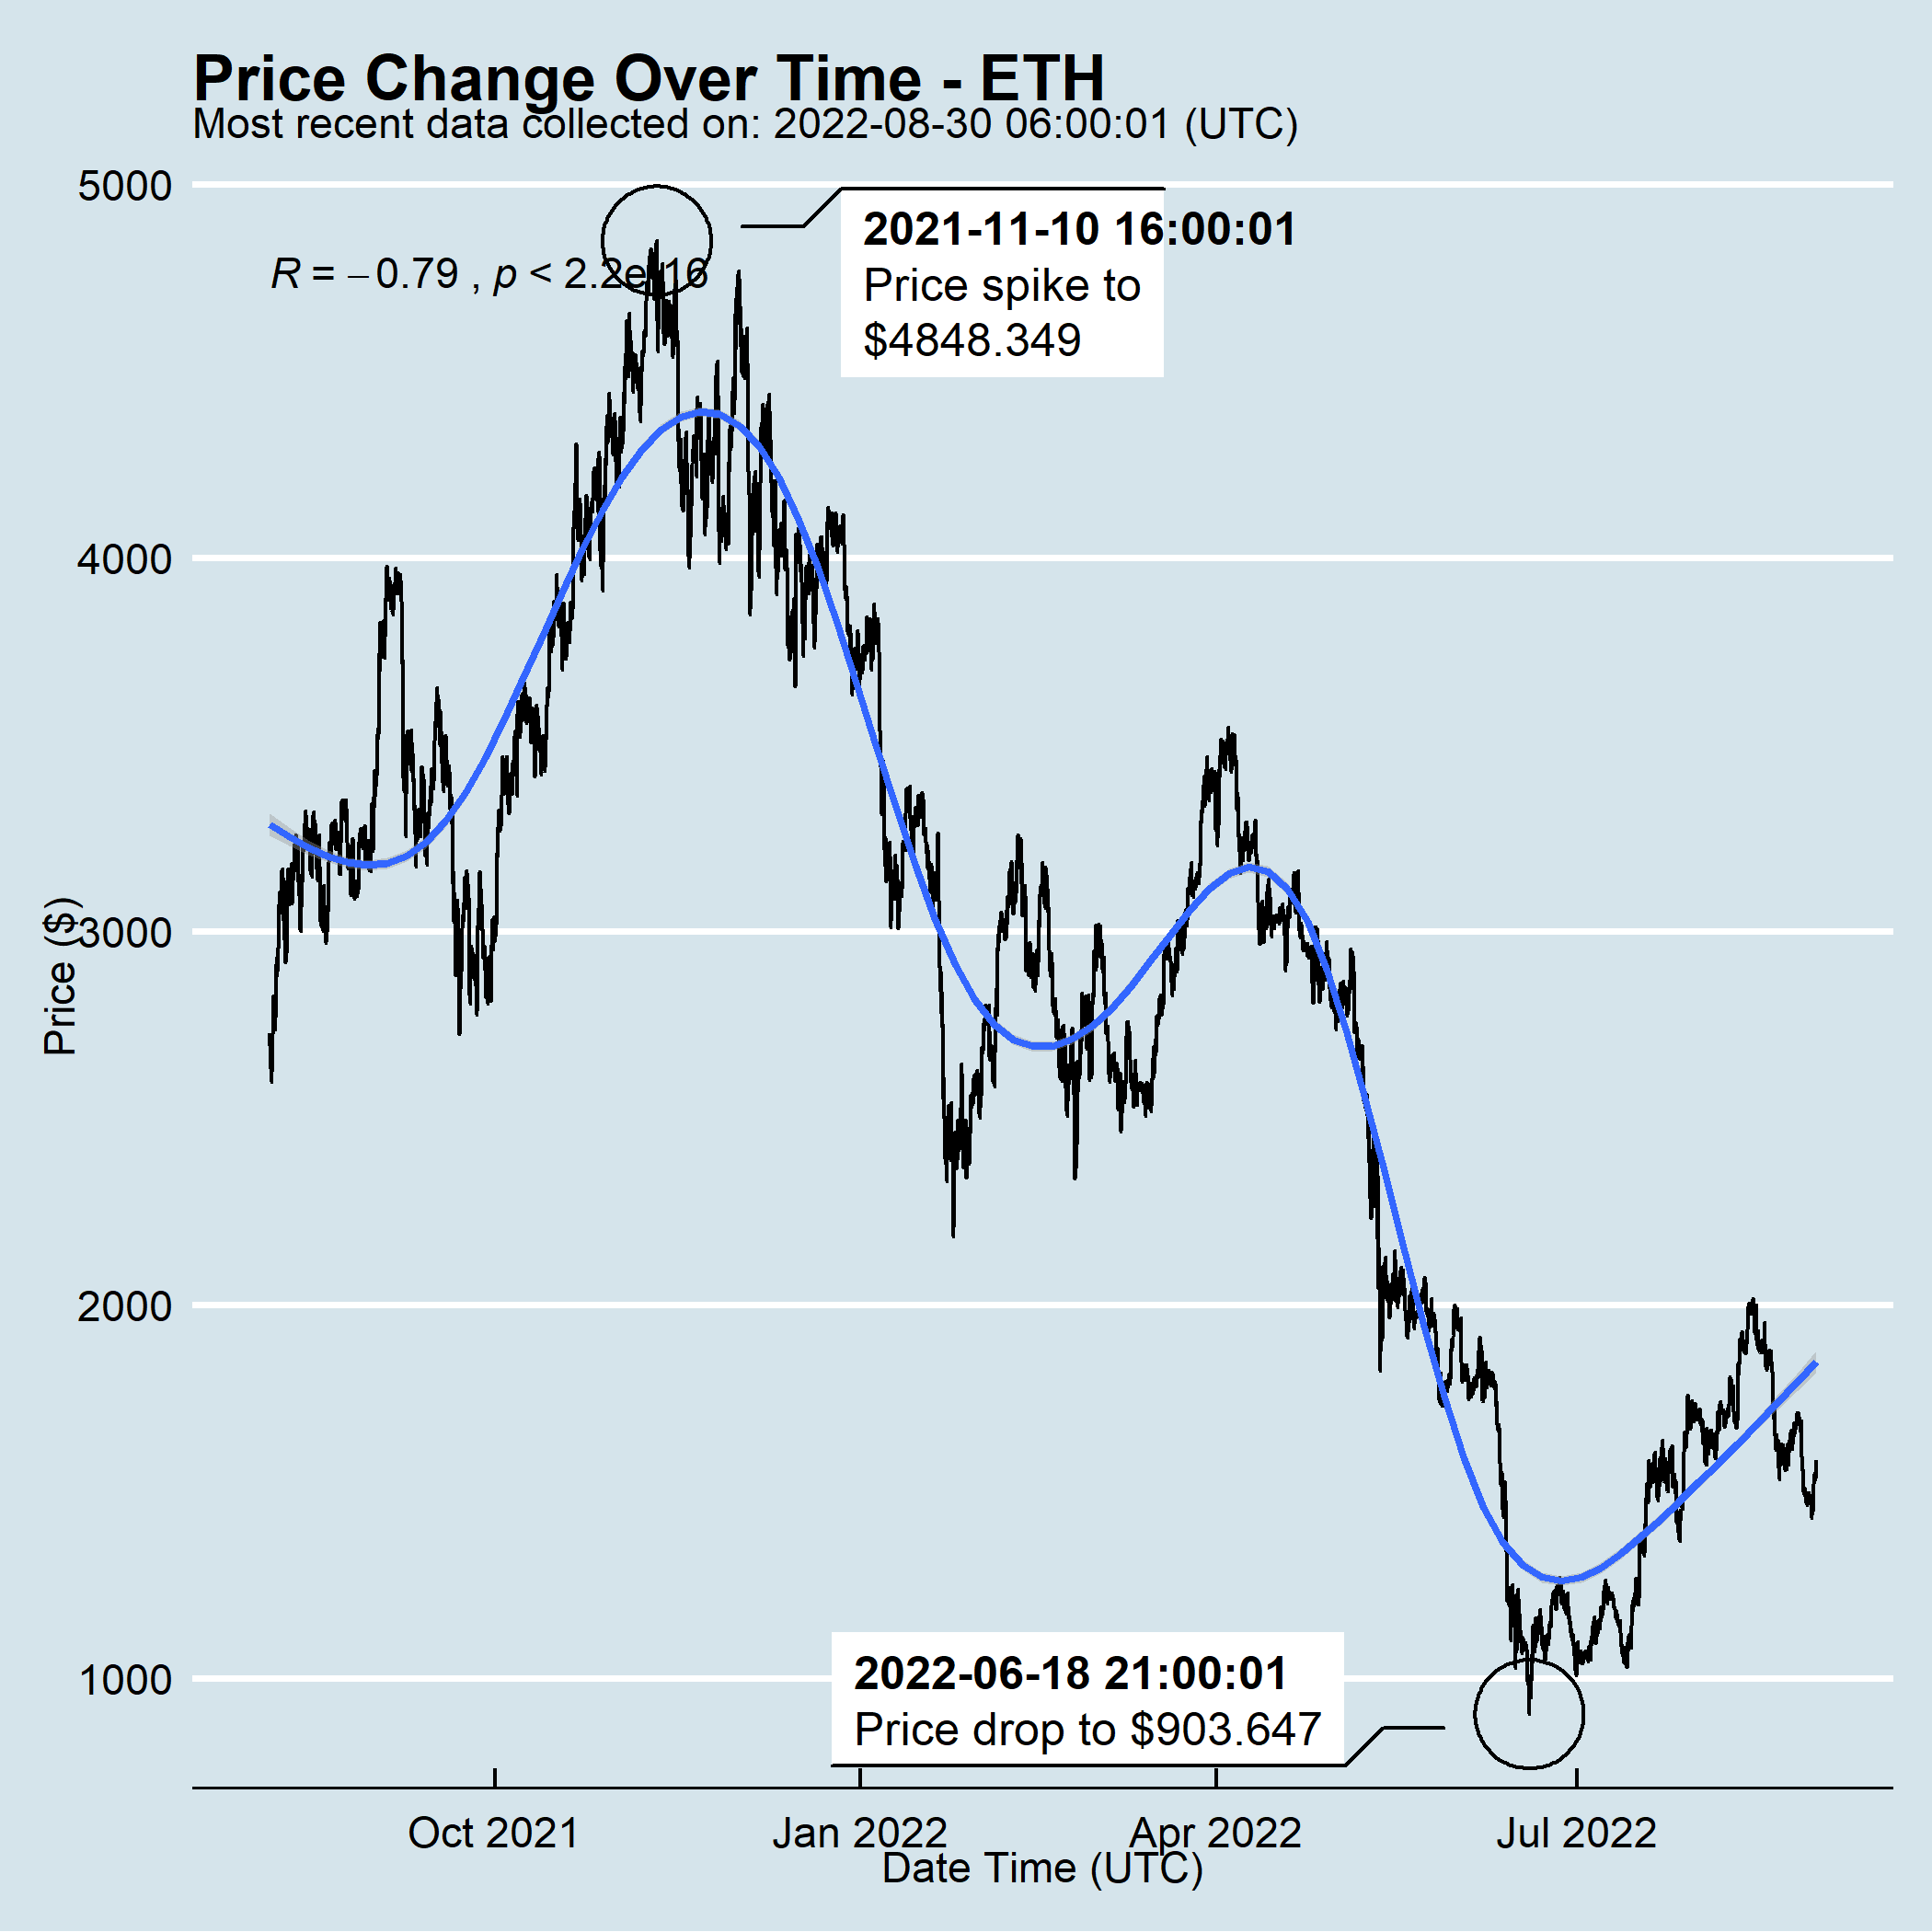 Price Change Over Time - ETH
Most recent data collected on: 2022-08-30 06:00:01 (UTC)
5000
2021-11-10 16:00:01
Price spike to
$4848.349
R = −0.79 , p < 2.2e-16
4000
3000
Price ($)
2000
1000
2022-06-18 21:00:01
Price drop to $903.647
Oct 2021
Jan 2022
Apr 2022
Jul 2022
Date Time (UTC)